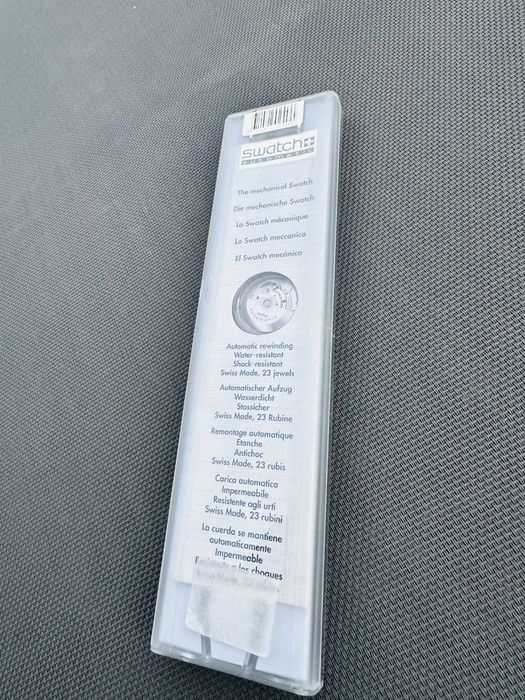 swatch+
automatic
The mechanical Swatch
Die mechanische Swatch
La Swatch mécanique
Lo Swatch meccanico
El Swatch mecánico
Automatic rewinding
Water-resistant
Shock-resistant
Swiss Made, 23 jewels
Automatischer Aufzug
Wasserdicht
Stossicher
Swiss Made, 23 Rubine
Remontage automatique
Etanche
Antichoc
Swiss Made, 23 rubis
Carica automatica
Impermeabile
Resistente agli urti
Swiss Made, 23 rubini
La cuerda se mantiene
automaticamente
Impermeable
a los choques